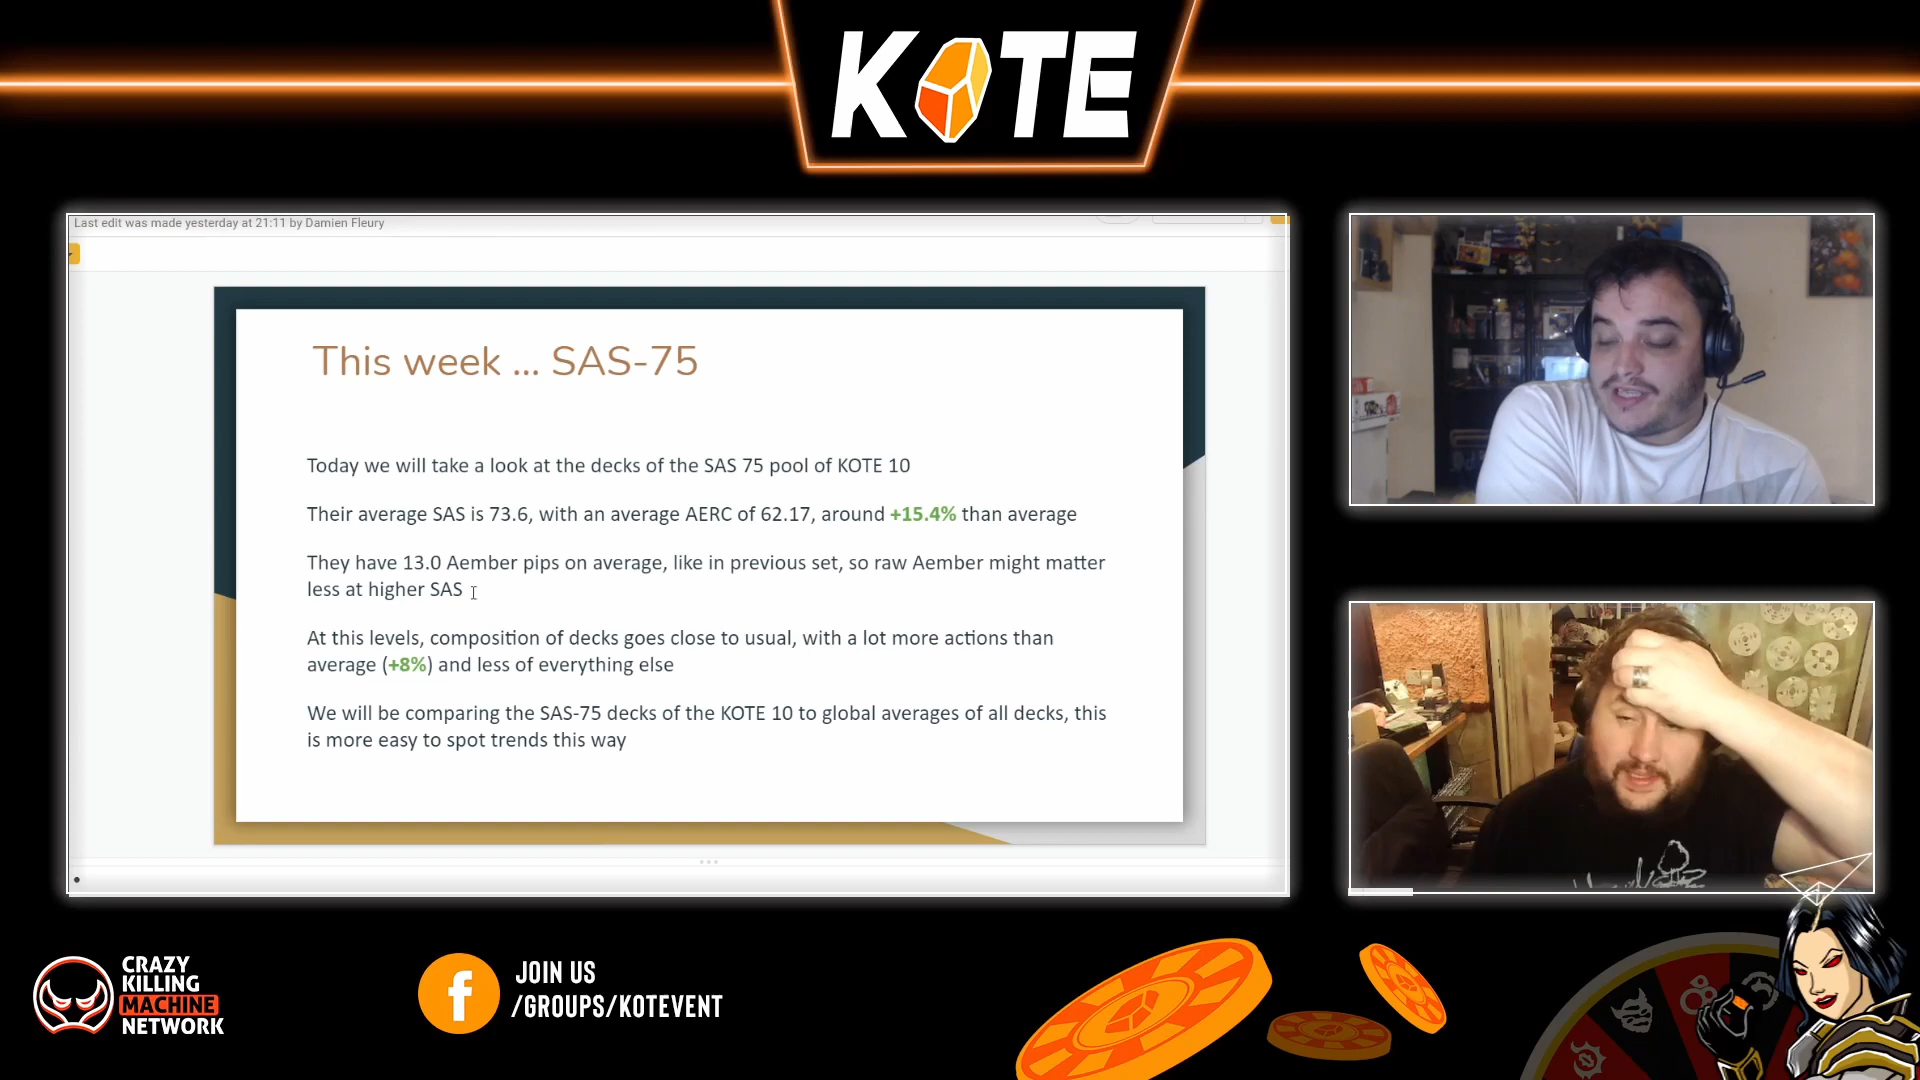 KOTE
Last edit was made yesterday at 21:11 by Damien Fleury
This week ... SAS-75
Today we will take a look at the decks of the SAS 75 pool of KOTE 10
Their average SAS is 73.6, with an average AERC of 62.17, around +15.4% than average
They have 13.0 Aember pips on average, like in previous set, so raw Aember might matter
less at higher SAS
At this levels, composition of decks goes close to usual, with a lot more actions than
average (+8%) and less of everything else
We will be comparing the SAS-75 decks of the KOTE 10 to global averages of all decks, this
is more easy to spot trends this way
CRAZY
KILLING
MACHINE
NETWORK
JOIN US
/GROUPS/KOTEVENT